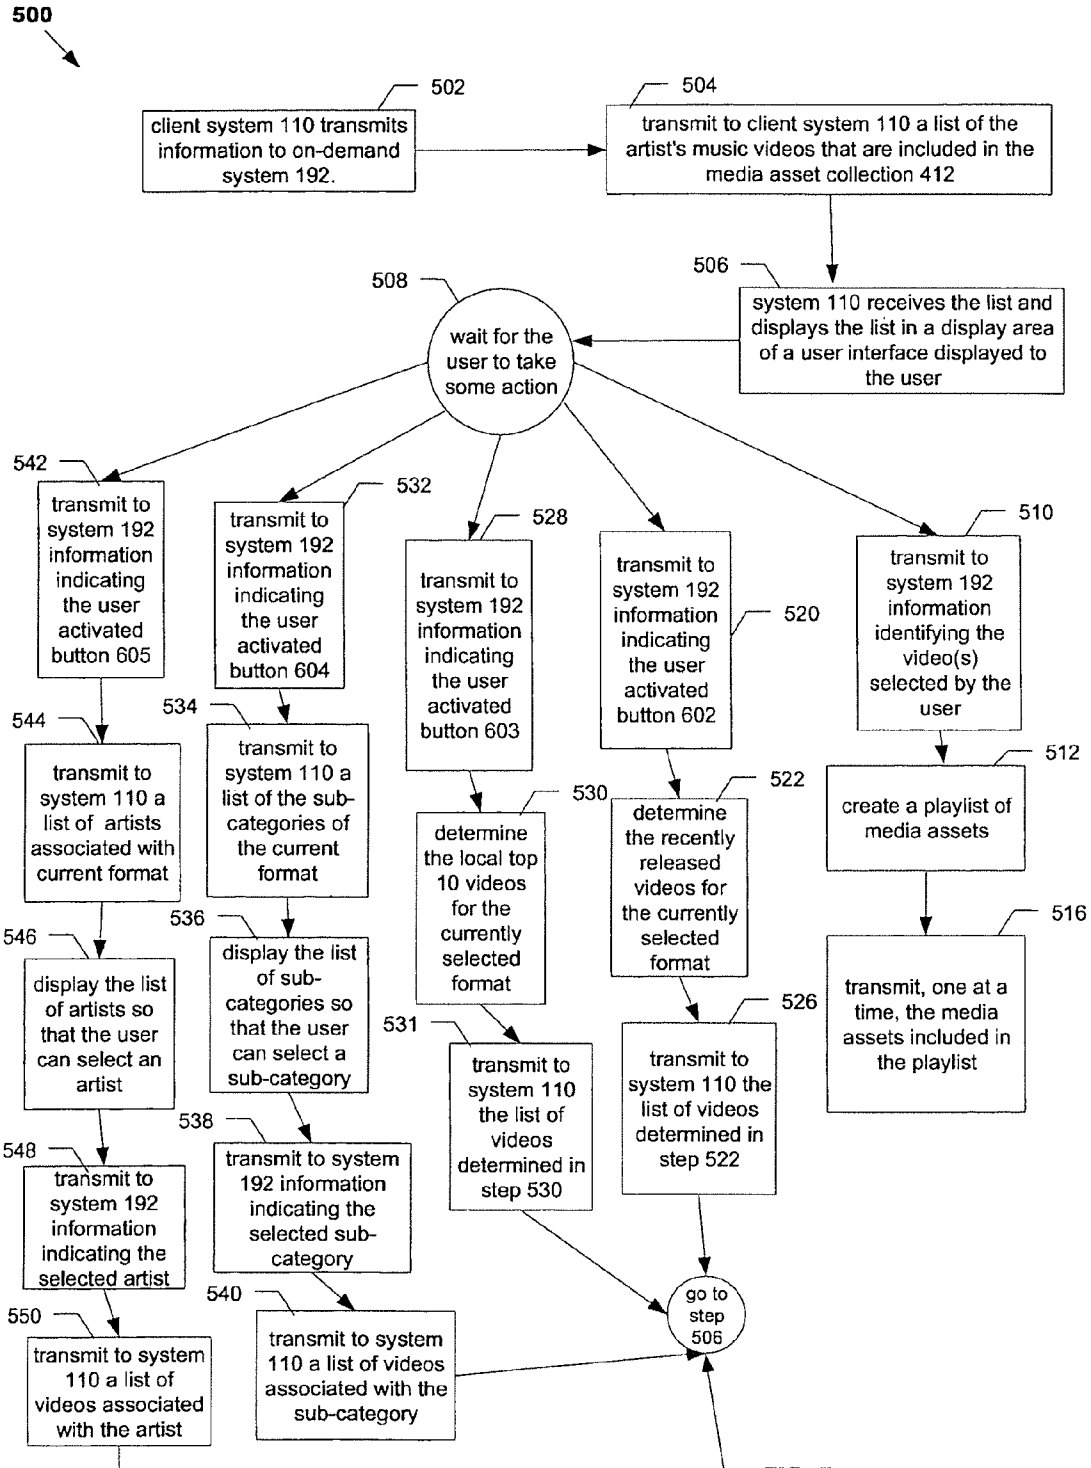 500
502
client system 110 transmits
information to on-demand
system 192.
504
transmit to client system 110 a list of the
artist's music videos that are included in the
media asset collection 412
506
system 110 receives the list and
displays the list in a display area
of a user interface displayed to
the user
508
wait for the
user to take
some action
542
transmit to
system 192
information
indicating
the user
activated
button 605
544
transmit to
system 110 a
list of artists
associated with
current format
546
display the list
of artists so
that the user
can select an
artist
548
transmit to
system 192
information
indicating the
selected artist
550
transmit to system
110 a list of
videos associated
with the artist
532
transmit to
system 192
information
indicating
the user
activated
button 604
534
transmit to
system 110 a
list of the sub-
categories of
the current
format
536
display the list
of sub-
categories so
that the user
can select a
sub-category
538
transmit to system
192 information
indicating the
selected sub-
category
540
transmit to system
110 a list of videos
associated with the
sub-category
528
transmit to
system 192
information
indicating
the user
activated
button 603
530
determine
the local top
10 videos
for the
currently
selected
format
531
transmit to
system 110
the list of
videos
determined in
step 530
520
transmit to
system 192
information
indicating
the user
activated
button 602
522
determine
the recently
released
videos for
the currently
selected
format
526
transmit to
system 110 the
list of videos
determined in
step 522
go to
step
506
510
transmit to
system 192
information
identifying the
video(s)
selected by the
user
512
create a playlist of
media assets
516
transmit, one at a
time, the media
assets included in
the playlist